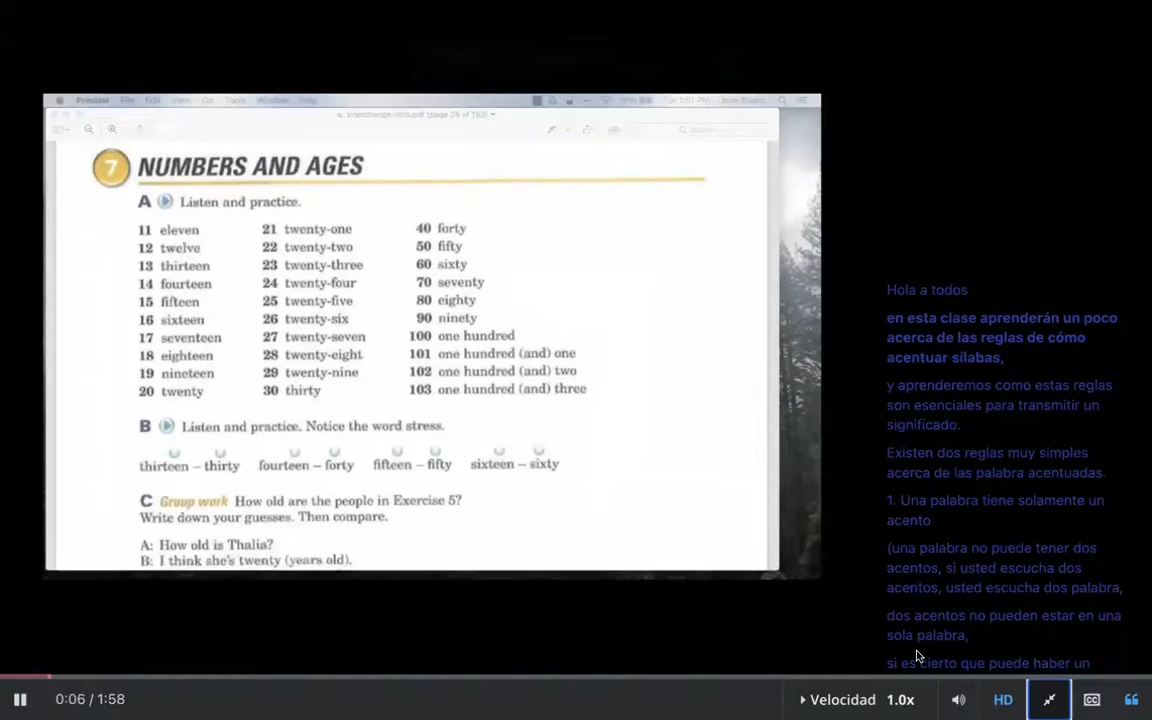 Preview File Edit View Go Tools Window Help
7 NUMBERS AND AGES
A Listen and practice.
11 eleven
12 twelve
13 thirteen
14 fourteen
15 fifteen
16 sixteen
17 seventeen
18 eighteen
19 nineteen
20 twenty
21 twenty-one
22 twenty-two
23 twenty-three
24 twenty-four
25 twenty-five
26 twenty-six
27 twenty-seven
28 twenty-eight
29 twenty-nine
30 thirty
40 forty
50 fifty
60 sixty
70 seventy
80 eighty
90 ninety
100 one hundred
101 one hundred (and) one
102 one hundred (and) two
103 one hundred (and) three
B Listen and practice. Notice the word stress.
thirteen – thirty fourteen – forty fifteen – fifty sixteen – sixty
C Group work How old are the people in Exercise 5?
Write down your guesses. Then compare.
A: How old is Thalia?
B: I think she's twenty (years old).
Hola a todos
en esta clase aprenderán un poco
acerca de las reglas de cómo
acentuar sílabas,
y aprenderemos como estas reglas
son esenciales para transmitir un
significado.
Existen dos reglas muy simples
acerca de las palabra acentuadas.
1. Una palabra tiene solamente un
acento
(una palabra no puede tener dos
acentos, si usted escucha dos
acentos, usted escucha dos palabra,
dos acentos no pueden estar en una
sola palabra,
si es cierto que puede haber un
0:06 / 1:58
Velocidad 1.0x
HD
CC